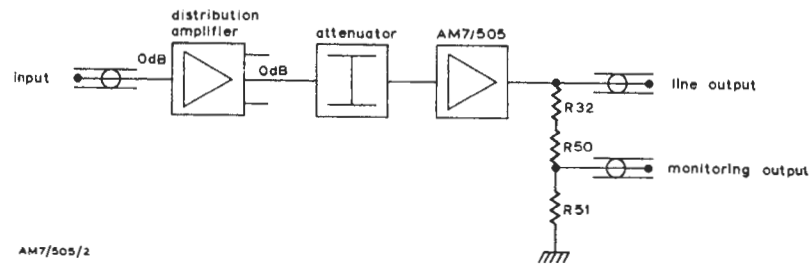 distribution
amplifier
attenuator
AM7/505
input
0dB
0dB
line output
R32
R50
monitoring output
R51
AM7/505/2